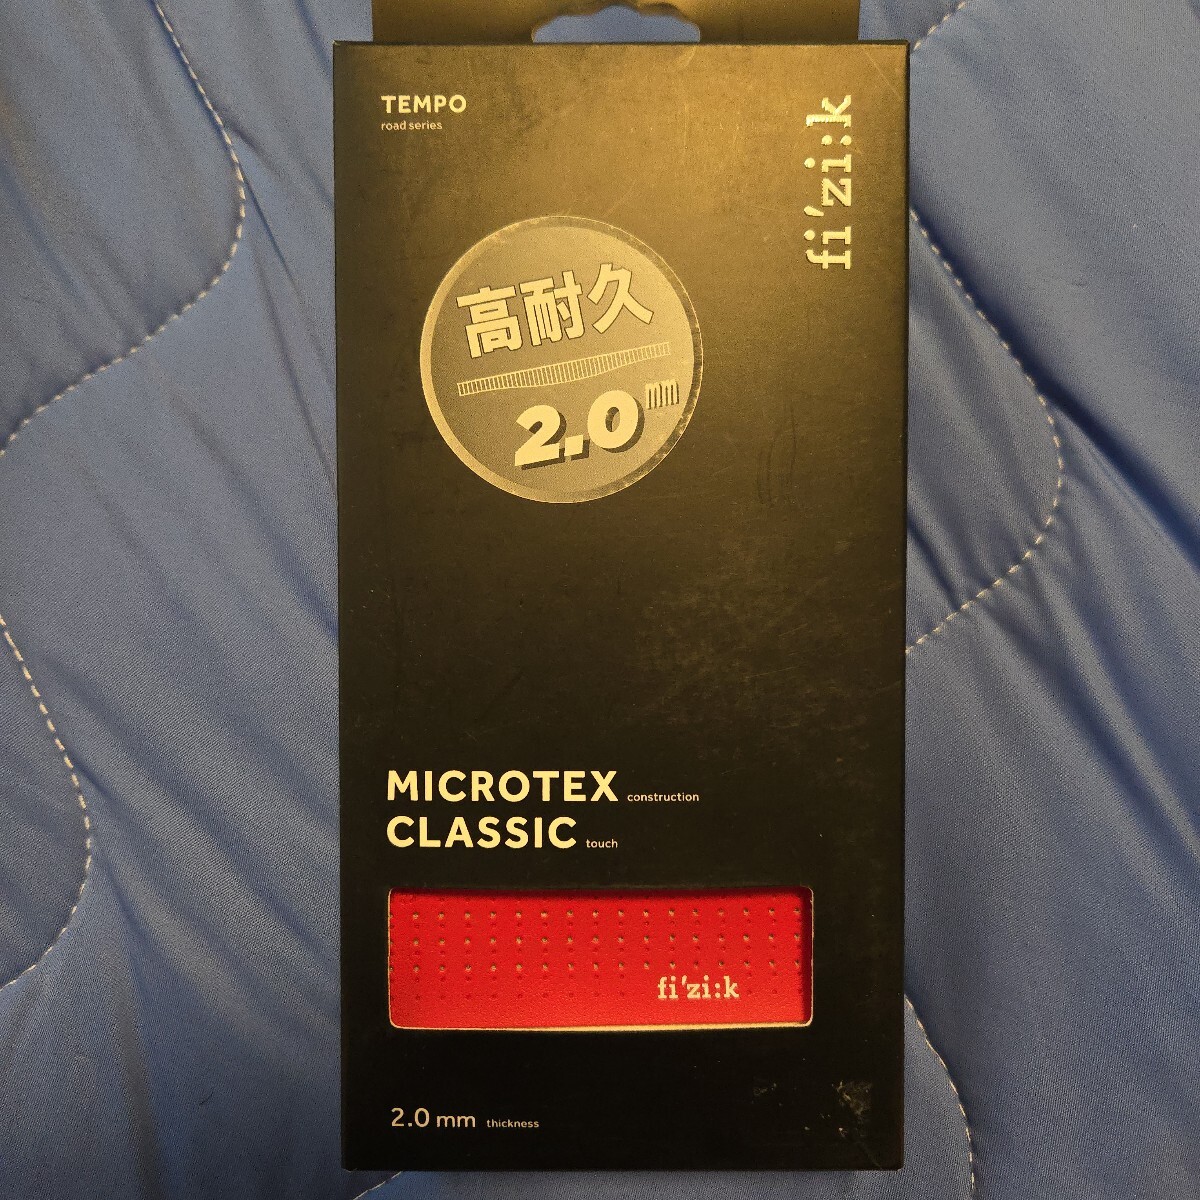 TEMPO
road series
fi'zi:k
高耐久
2.0mm
MICROTEX construction
CLASSIC touch
fi'zi:k
2.0 mm thickness